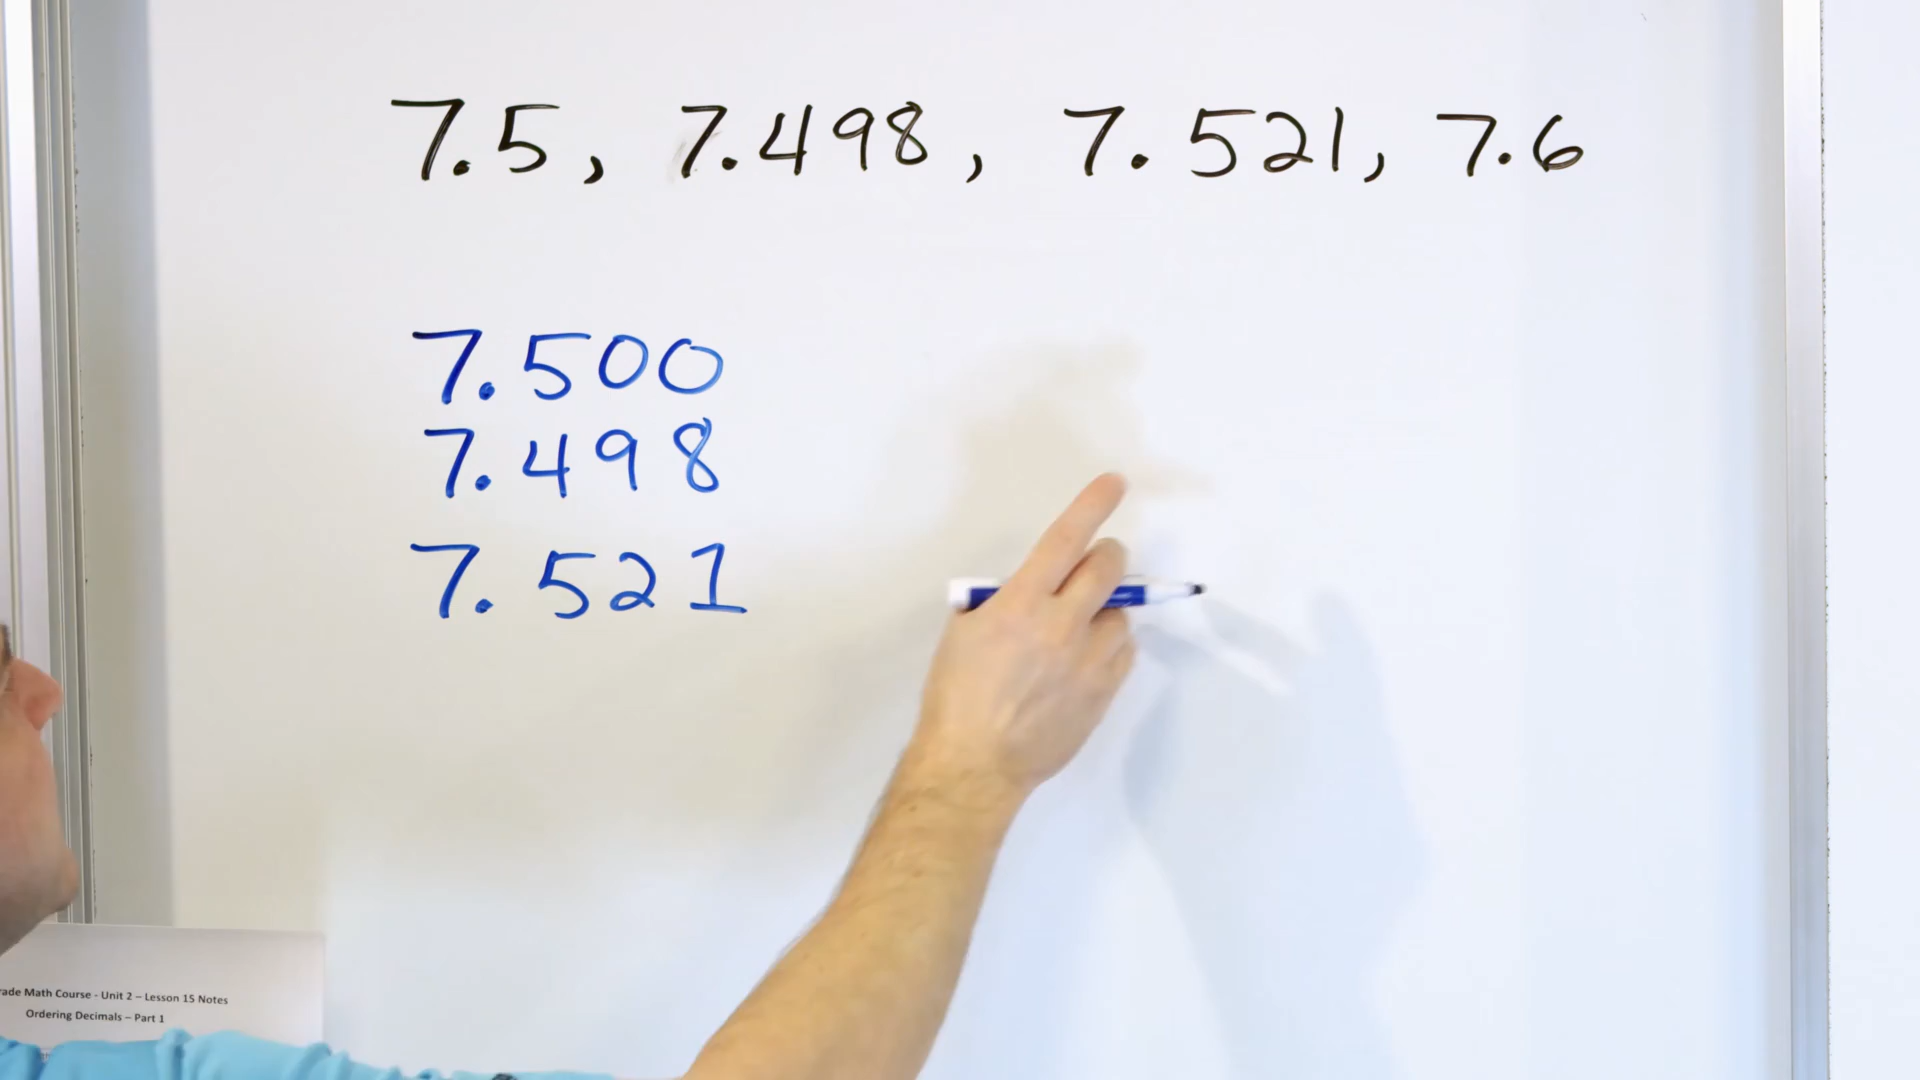 7.5, 7.498, 7.521, 7.6
7.500
7.498
7.521
Math Course - Unit 2 – Lesson 15 Notes
Ordering Decimals – Part 1